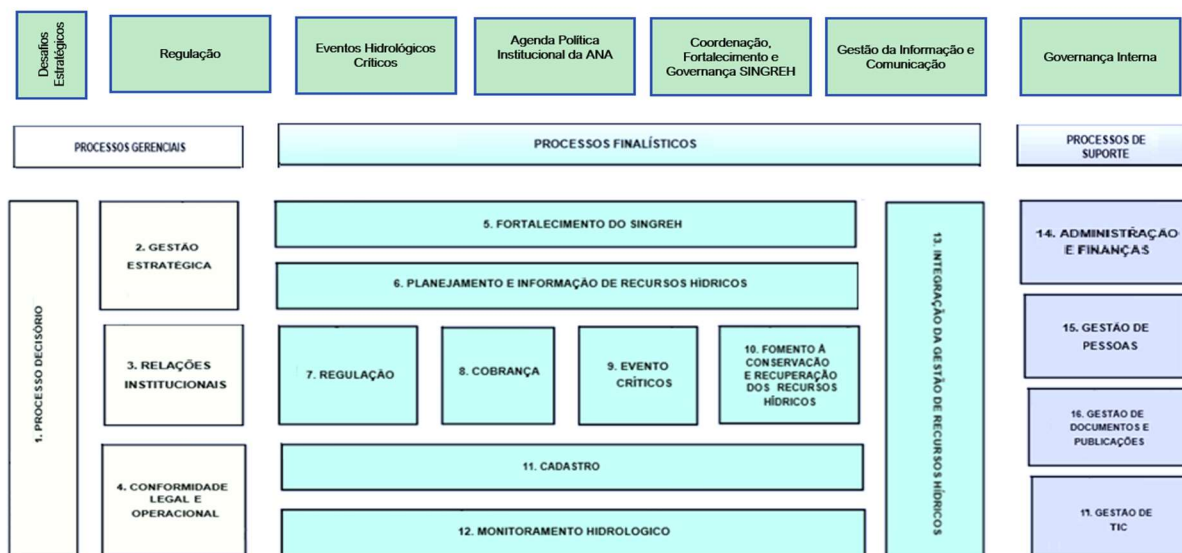 Desafios
Estratégicos
Regulação
Eventos Hidrológicos
Críticos
Agenda Política
Institucional da ANA
Coordenação,
Fortalecimento e
Governança SINGREH
Gestão da Informação e
Comunicação
Governança Interna
PROCESSOS GERENCIAIS
PROCESSOS FINALÍSTICOS
PROCESSOS DE
SUPORTE
1. PROCESSO DECISÓRIO
2. GESTÃO
ESTRATÉGICA
3. RELAÇÕES
INSTITUCIONAIS
4. CONFORMIDADE
LEGAL E
OPERACIONAL
5. FORTALECIMENTO DO SINGREH
6. PLANEJAMENTO E INFORMAÇÃO DE RECURSOS HÍDRICOS
7. REGULAÇÃO
8. COBRANÇA
9. EVENTO
CRÍTICOS
10. FOMENTO À
CONSERVAÇÃO
E RECUPERAÇÃO
DOS RECURSOS
HÍDRICOS
11. CADASTRO
12. MONITORAMENTO HIDROLOGICO
13. INTEGRAÇÃO DA GESTÃO DE RECURSOS HÍDRICOS
14. ADMINISTRAÇÃO
E FINANÇAS
15. GESTÃO DE
PESSOAS
16. GESTÃO DE
DOCUMENTOS E
PUBLICAÇÕES
17. GESTÃO DE
TIC